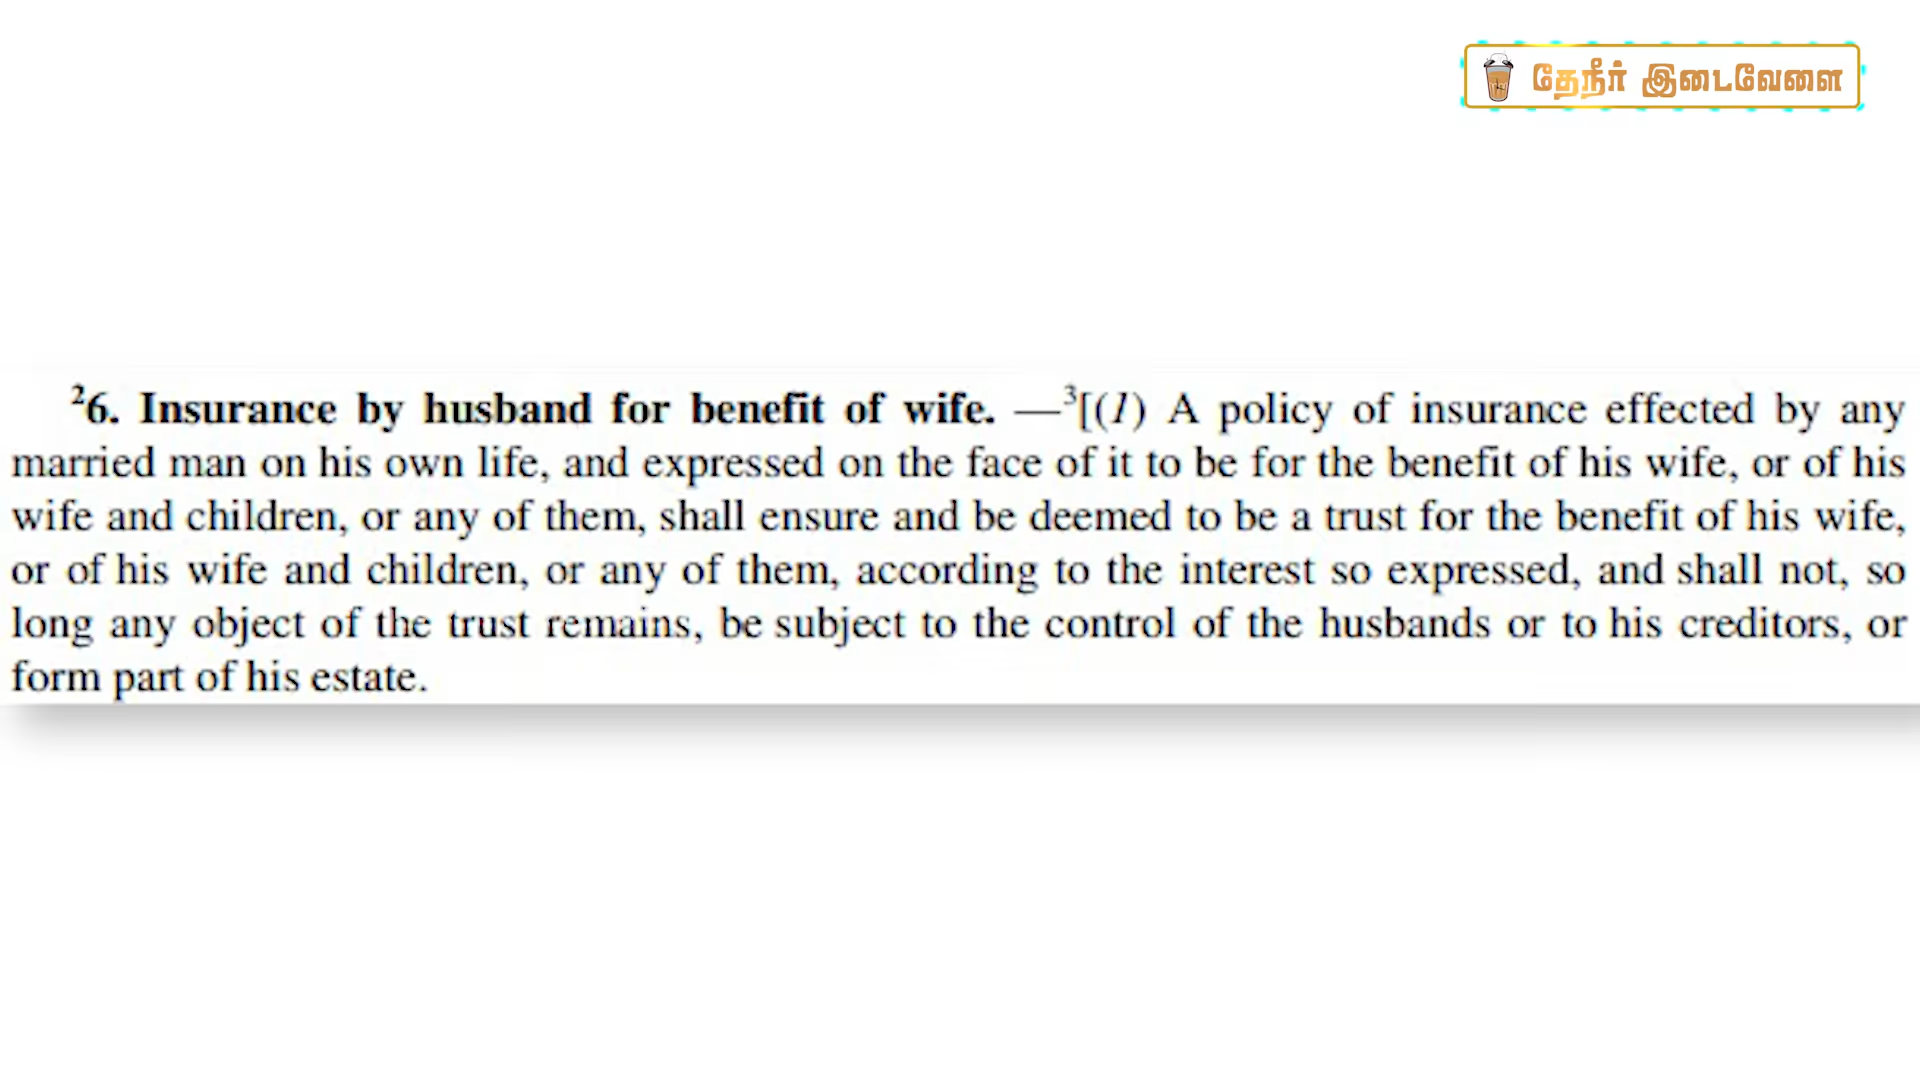 தேநீர் இடைவேளை
²6. Insurance by husband for benefit of wife. —³[(1) A policy of insurance effected by any
married man on his own life, and expressed on the face of it to be for the benefit of his wife, or of his
wife and children, or any of them, shall ensure and be deemed to be a trust for the benefit of his wife,
or of his wife and children, or any of them, according to the interest so expressed, and shall not, so
long any object of the trust remains, be subject to the control of the husbands or to his creditors, or
form part of his estate.